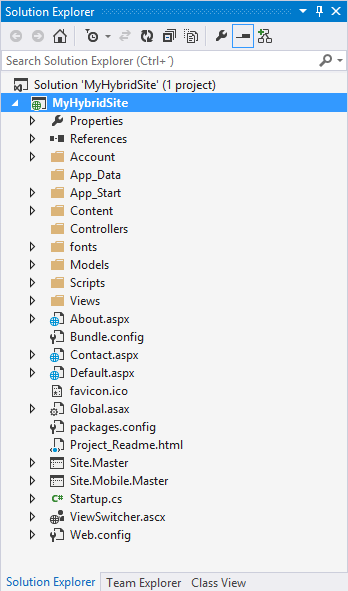 Solution Explorer
Search Solution Explorer (Ctrl+´)
Solution 'MyHybridSite' (1 project)
MyHybridSite
Properties
References
Account
App_Data
App_Start
Content
Controllers
fonts
Models
Scripts
Views
About.aspx
Bundle.config
Contact.aspx
Default.aspx
favicon.ico
Global.asax
packages.config
Project_Readme.html
Site.Master
Site.Mobile.Master
C# Startup.cs
ViewSwitcher.ascx
Web.config
Solution Explorer Team Explorer Class View